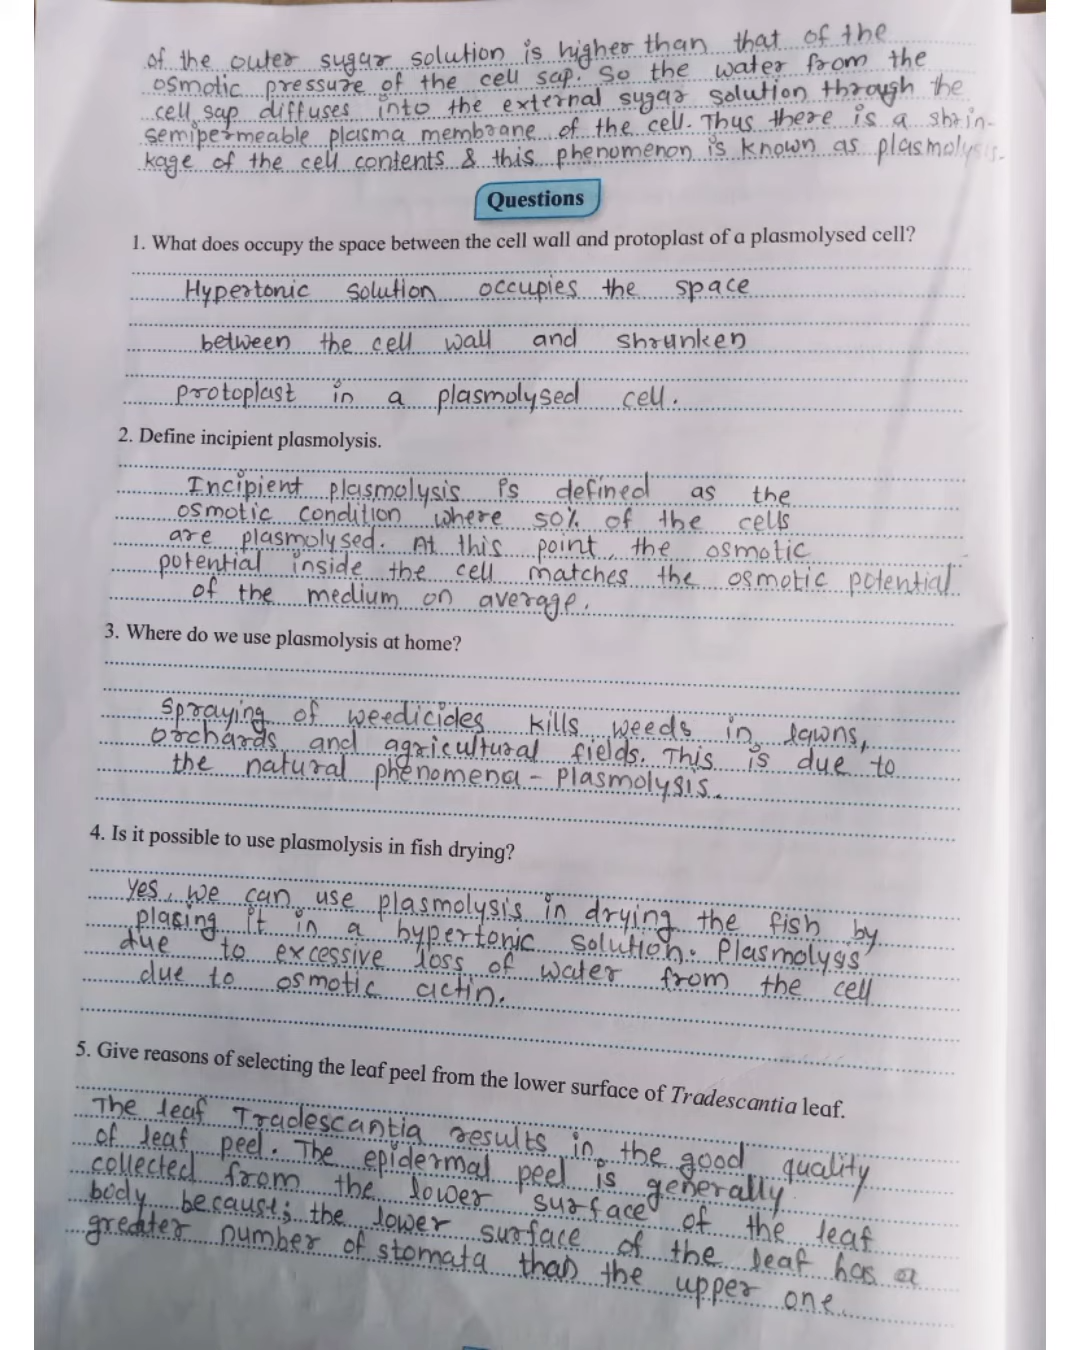 of the outer sugar solution is higher than that of the
osmotic pressure of the cell sap. So the water from the
cell sap diffuses into the external sugar solution through the
semipermeable plasma membrane of the cell. Thus there is a shrin-
kage of the cell contents & this phenomenon is known as plasmolysis.
Questions
1. What does occupy the space between the cell wall and protoplast of a plasmolysed cell?
Hypertonic solution occupies the space
between the cell wall and shrunken
protoplast in a plasmolysed cell.
2. Define incipient plasmolysis.
Incipient plasmolysis is defined as the
osmotic condition where 50% of the cells
are plasmolysed. At this point, the osmotic
potential inside the cell matches the osmotic potential
of the medium on average.
3. Where do we use plasmolysis at home?
Spraying of weedicides kills weeds in lawns,
orchards and agricultural fields. This is due to
the natural phenomena - Plasmolysis.
4. Is it possible to use plasmolysis in fish drying?
Yes, we can use plasmolysis in drying the fish by
placing it in a hypertonic solution. Plasmolysis
due to excessive loss of water from the cell
due to osmotic actin.
5. Give reasons of selecting the leaf peel from the lower surface of Tradescantia leaf.
The leaf Tradescantia results in the good quality
of leaf peel. The epidermal peel is generally
collected from the lower surface of the leaf
body because; the lower surface of the leaf has a
greater number of stomata than the upper one.